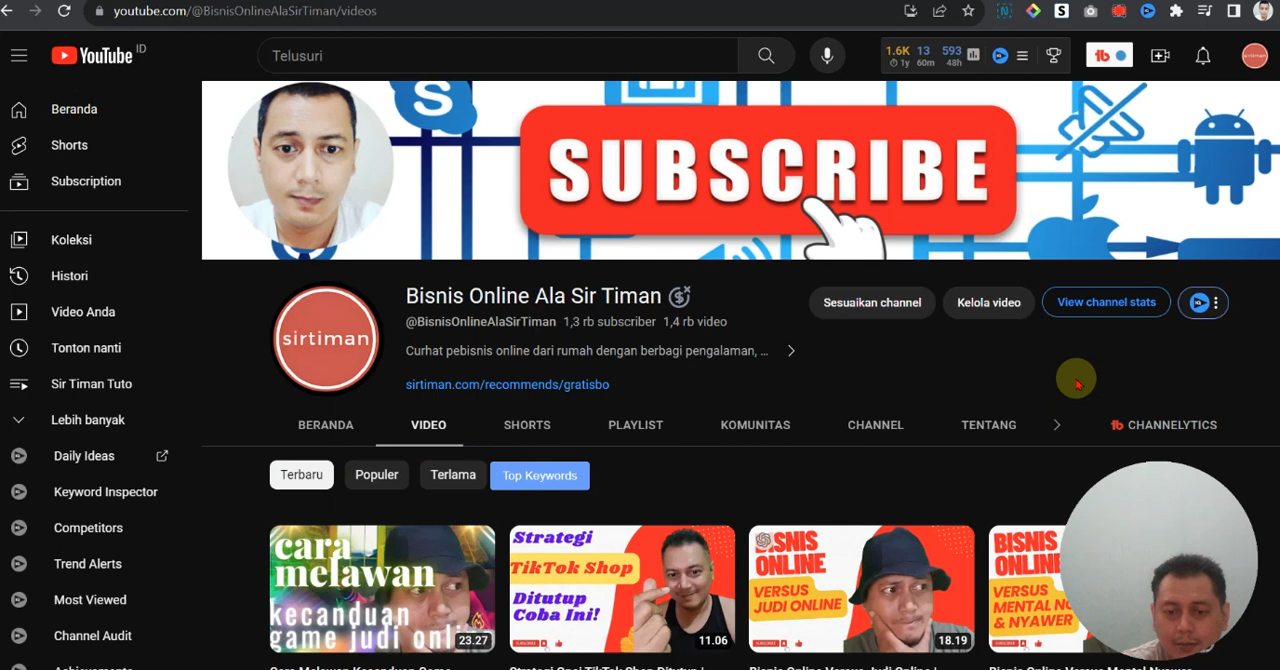 youtube.com/@BisnisOnlineAlaSirTiman/videos
YouTube ID
Telusuri
1.6K 13 593
1y 60m 48h
Beranda
Shorts
Subscription
Koleksi
Histori
Video Anda
Tonton nanti
Sir Timan Tuto
Lebih banyak
Daily Ideas
Keyword Inspector
Competitors
Trend Alerts
Most Viewed
Channel Audit
Achievements
SUBSCRIBE
sirtiman
Bisnis Online Ala Sir Timan
@BisnisOnlineAlaSirTiman 1,3 rb subscriber 1,4 rb video
Curhat pebisnis online dari rumah dengan berbagi pengalaman, ...
sirtiman.com/recommends/gratisbo
Sesuaikan channel
Kelola video
View channel stats
BERANDA VIDEO SHORTS PLAYLIST KOMUNITAS CHANNEL TENTANG CHANNELYTICS
Terbaru Populer Terlama Top Keywords
cara
melawan
kecanduan
game judi onli
23.27
Strategi
TikTok Shop
Ditutup
Coba Ini!
11.06
BISNIS
ONLINE
VERSUS
JUDI ONLINE
18.19
BISNIS
ONLINE
VERSUS
MENTAL
& NYAWER